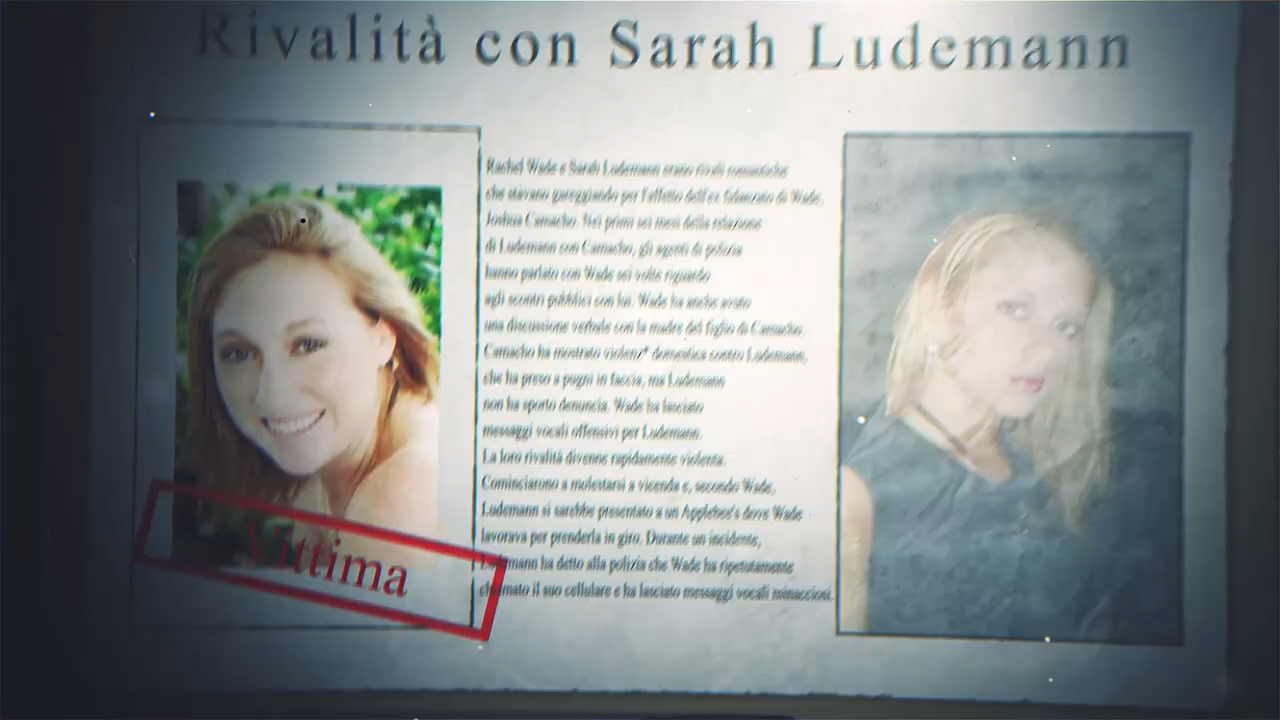 Rivalità con Sarah Ludemann
Rachel Wade e Sarah Ludemann erano rivali romantiche
che stavano gareggiando per l'affetto dell'ex fidanzato di Wade,
Joshua Camacho. Nei primi sei mesi della relazione
di Ludemann con Camacho, gli agenti di polizia
hanno parlato con Wade sei volte riguardo
agli scontri pubblici con lui. Wade ha anche avuto
una discussione verbale con la madre del figlio di Camacho.
Camacho ha mostrato violenz* domestica contro Ludemann,
che ha preso a pugni in faccia, ma Ludemann
non ha sporto denuncia. Wade ha lasciato
messaggi vocali offensivi per Ludemann.
La loro rivalità divenne rapidamente violenta.
Cominciarono a molestarsi a vicenda e, secondo Wade,
Ludemann si sarebbe presentato a un Applebee's dove Wade
lavorava per prenderla in giro. Durante un incidente,
Ludemann ha detto alla polizia che Wade ha ripetutamente
chiamato il suo cellulare e ha lasciato messaggi vocali minacciosi.
Vittima